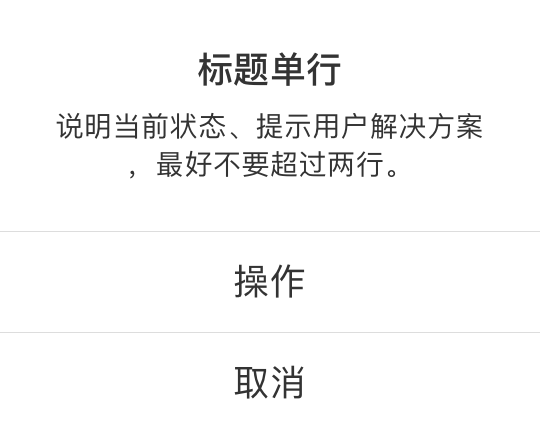 标题单行
说明当前状态、提示用户解决方案
，最好不要超过两行。
操作
取消